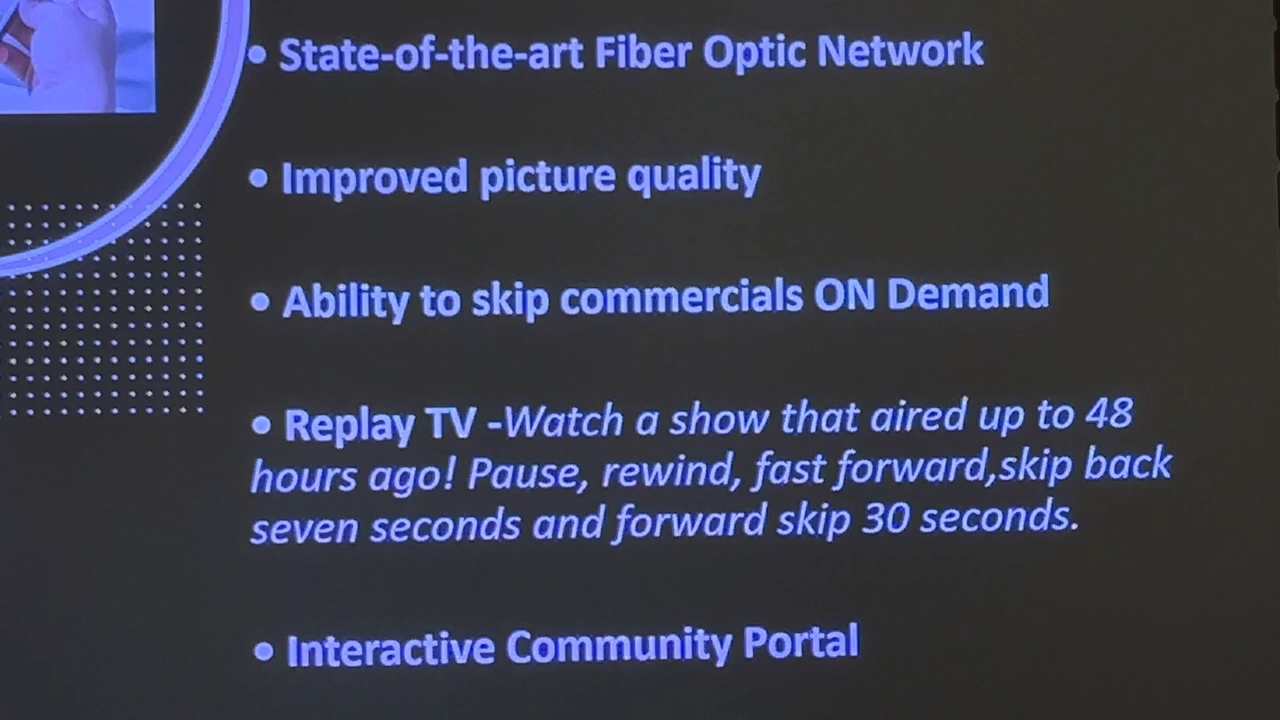 • State-of-the-art Fiber Optic Network
• Improved picture quality
• Ability to skip commercials ON Demand
• Replay TV -Watch a show that aired up to 48
hours ago! Pause, rewind, fast forward,skip back
seven seconds and forward skip 30 seconds.
• Interactive Community Portal